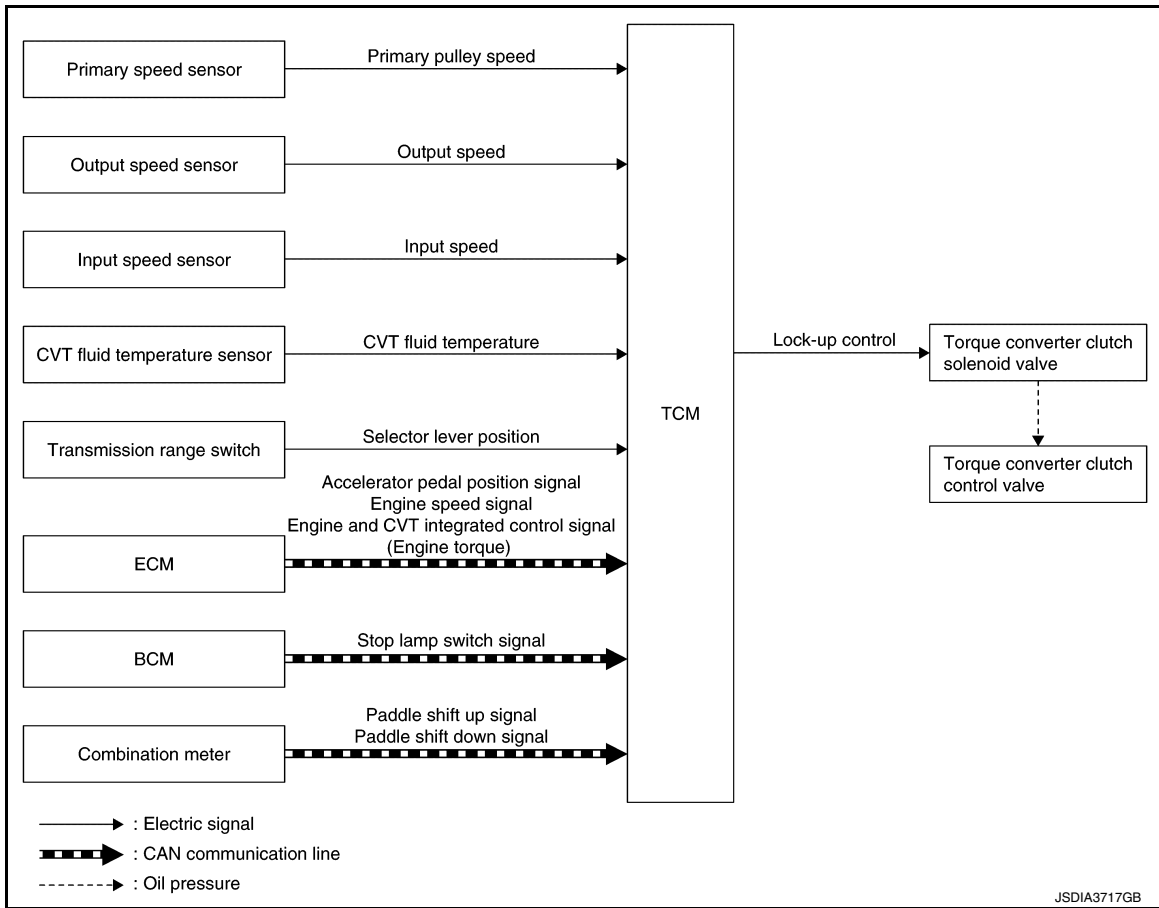 Primary speed sensor
Primary pulley speed
Output speed sensor
Output speed
Input speed sensor
Input speed
CVT fluid temperature sensor
CVT fluid temperature
Transmission range switch
Selector lever position
ECM
Accelerator pedal position signal
Engine speed signal
Engine and CVT integrated control signal
(Engine torque)
BCM
Stop lamp switch signal
Combination meter
Paddle shift up signal
Paddle shift down signal
TCM
Lock-up control
Torque converter clutch
solenoid valve
Torque converter clutch
control valve
: Electric signal
: CAN communication line
: Oil pressure
JSDIA3717GB